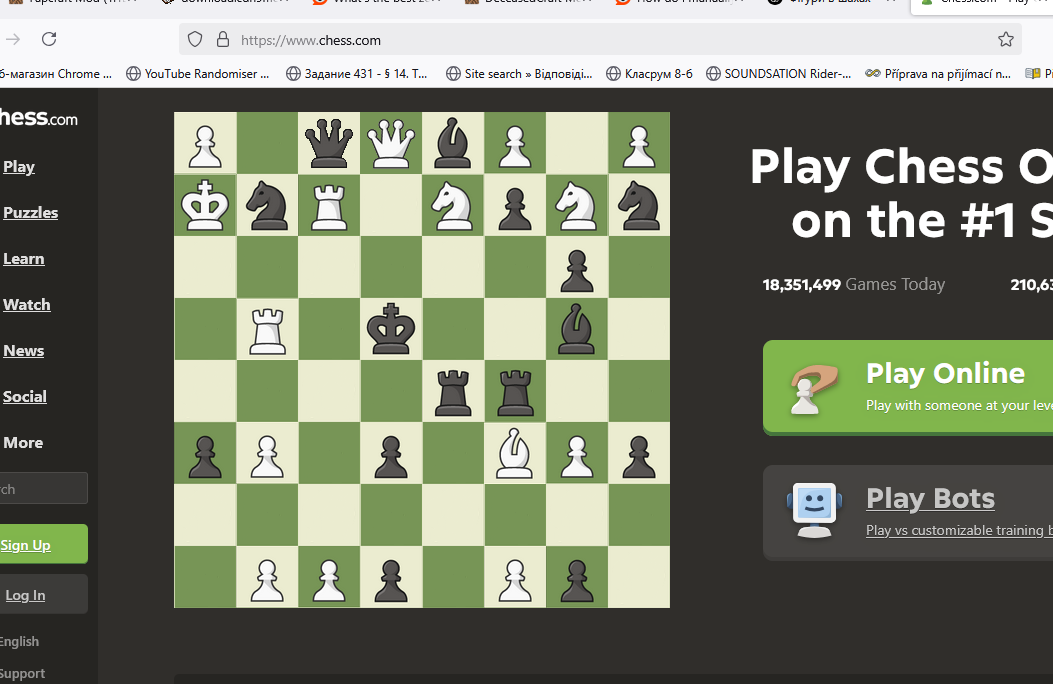 https://www.chess.com
б-магазин Chrome ... YouTube Randomiser ... Задание 431 - § 14. Т... Site search » Відповіді... Класрум 8-б SOUNDSATION Rider-... Příprava na přijímací n...
hess.com
Play
Puzzles
Learn
Watch
News
Social
More
rch
Sign Up
Log In
English
Support
Play Chess O
on the #1 S
18,351,499 Games Today 210,63
Play Online
Play with someone at your leve
Play Bots
Play vs customizable training b